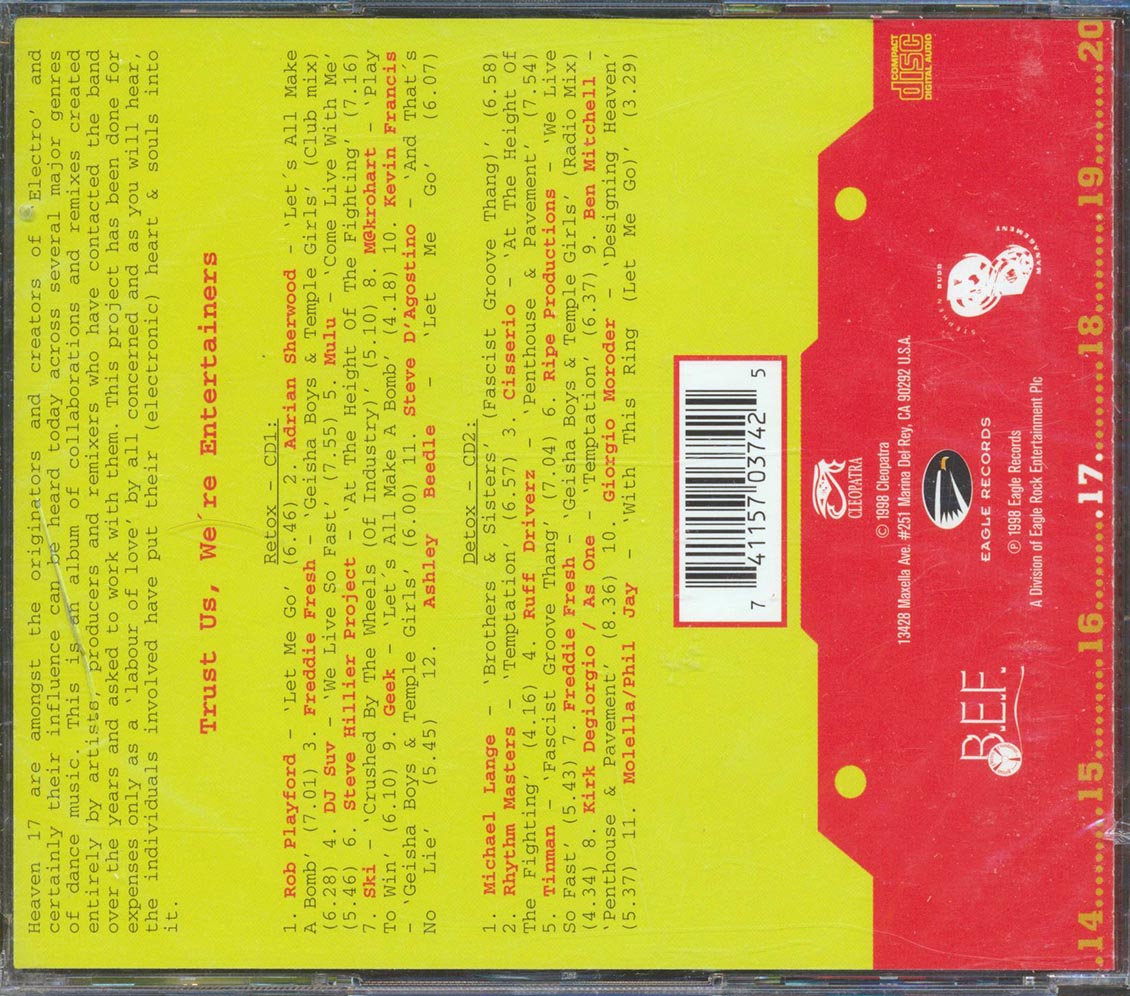 Heaven 17 are amongst the originators and creators of ´Electro' and
certainly their influence can be heard today across several major genres
of dance music. This is an album of collaborations and remixes created
entirely by artists, producers and remixers who have contacted the band
over the years and asked to work with them. This project has been done for
expenses only as a ´labour of love´ by all concerned and as you will hear,
the individuals involved have put their (electronic) heart & souls into
it.
Trust Us, We´re Entertainers
Retox - CD1:
1. Rob Playford - ‘Let Me Go’ (6.46) 2. Adrian Sherwood - ‘Let´s All Make
A Bomb’ (7.01) 3. Freddie Fresh - ‘Geisha Boys & Temple Girls’ (Club mix)
(6.28) 4. DJ Suv - ‘We Live So Fast’ (7.55) 5. Mulu - ‘Come Live With Me’
(5.46) 6. Steve Hillier Project - ‘At The Height Of The Fighting’ (7.16)
7. Ski - ‘Crushed By The Wheels (Of Industry)’ (5.10) 8. M@krohart - ‘Play
To Win’ (6.10) 9. Geek - ‘Let´s All Make A Bomb’ (4.18) 10. Kevin Francis
- ‘Geisha Boys & Temple Girls’ (6.00) 11. Steve D’Agostino - ‘And That´s
No Lie’ (5.45) 12. Ashley Beedle - ‘Let Me Go’ (6.07)
Detox - CD2:
1. Michael Lange - ‘Brothers & Sisters’ (Fascist Groove Thang)’ (6.58)
2. Rhythm Masters - ‘Temptation’ (6.57) 3. Cisserio - ‘At The Height Of
The Fighting’ (4.16) 4. Ruff Driverz - ‘Penthouse & Pavement’ (7.54)
5. Tinman - ‘Fascist Groove Thang’ (7.04) 6. Ripe Productions - ‘We Live
So Fast’ (5.43) 7. Freddie Fresh - ‘Geisha Boys & Temple Girls’ (Radio Mix)
(4.34) 8. Kirk Degiorgio / As One - ‘Temptation’ (6.37) 9. Ben Mitchell -
‘Penthouse & Pavement’ (8.36) 10. Giorgio Moroder - ‘Designing Heaven’
(5.37) 11. Molella/Phil Jay - ‘With This Ring (Let Me Go)’ (3.29)
7 41157 03742 5
CLEOPATRA
© 1998 Cleopatra
13428 Maxella Ave. #251 Marina Del Rey, CA 90292 U.S.A.
EAGLE RECORDS
℗ 1998 Eagle Records
A Division of Eagle Rock Entertainment Plc
B.E.F.
STEPHEN BUDD MANAGEMENT
COMPACT
disc
DIGITAL AUDIO
14.......15.......16.......17.......18.......19.......20